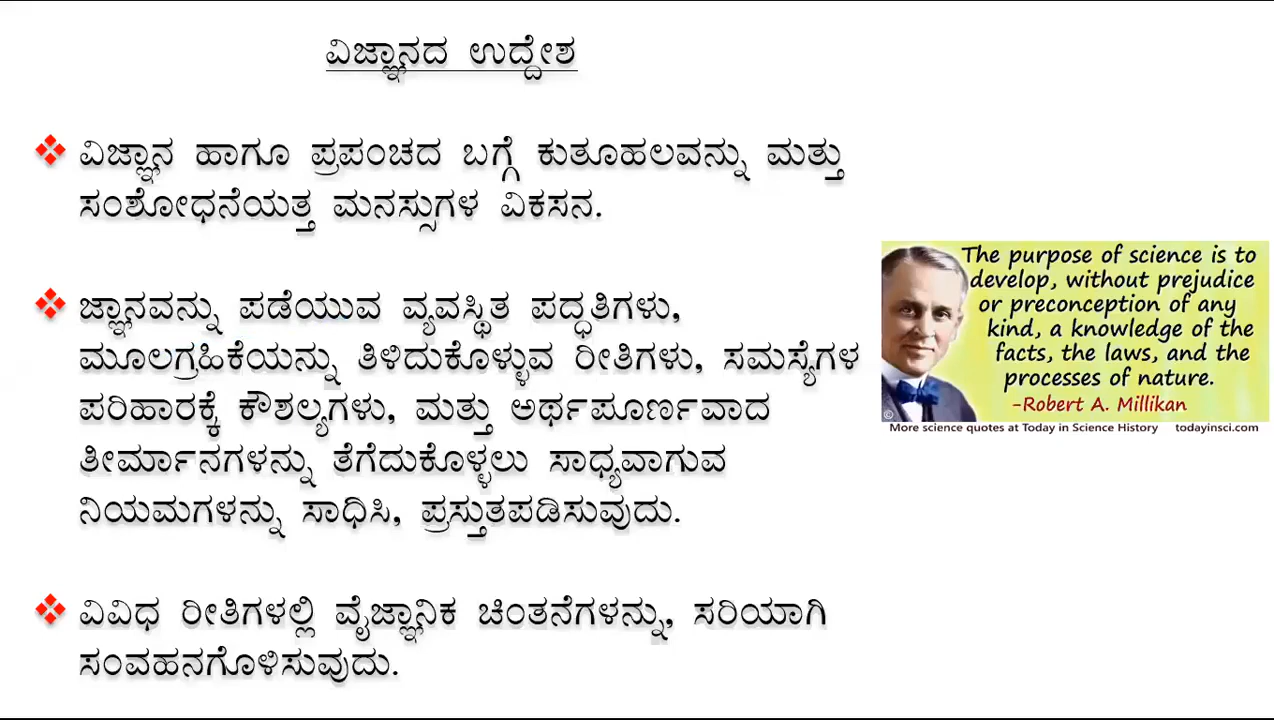 ವಿಜ್ಞಾನದ ಉದ್ದೇಶ
ವಿಜ್ಞಾನ ಹಾಗೂ ಪ್ರಪಂಚದ ಬಗ್ಗೆ ಕುತೂಹಲವನ್ನು ಮತ್ತು
ಸಂಶೋಧನೆಯತ್ತ ಮನಸ್ಸುಗಳ ವಿಕಸನ.
ಜ್ಞಾನವನ್ನು ಪಡೆಯುವ ವ್ಯವಸ್ಥಿತ ಪದ್ಧತಿಗಳು,
ಮೂಲಗ್ರಹಿಕೆಯನ್ನು ತಿಳಿದುಕೊಳ್ಳುವ ರೀತಿಗಳು, ಸಮಸ್ಯೆಗಳ
ಪರಿಹಾರಕ್ಕೆ ಕೌಶಲ್ಯಗಳು, ಮತ್ತು ಅರ್ಥಪೂರ್ಣವಾದ
ತೀರ್ಮಾನಗಳನ್ನು ತೆಗೆದುಕೊಳ್ಳಲು ಸಾಧ್ಯವಾಗುವ
ನಿಯಮಗಳನ್ನು ಸಾಧಿಸಿ, ಪ್ರಸ್ತುತಪಡಿಸುವುದು.
ವಿವಿಧ ರೀತಿಗಳಲ್ಲಿ ವೈಜ್ಞಾನಿಕ ಚಿಂತನೆಗಳನ್ನು, ಸರಿಯಾಗಿ
ಸಂವಹನಗೊಳಿಸುವುದು.
The purpose of science is to
develop, without prejudice
or preconception of any
kind, a knowledge of the
facts, the laws, and the
processes of nature.
-Robert A. Millikan
©
More science quotes at Today in Science History todayinsci.com